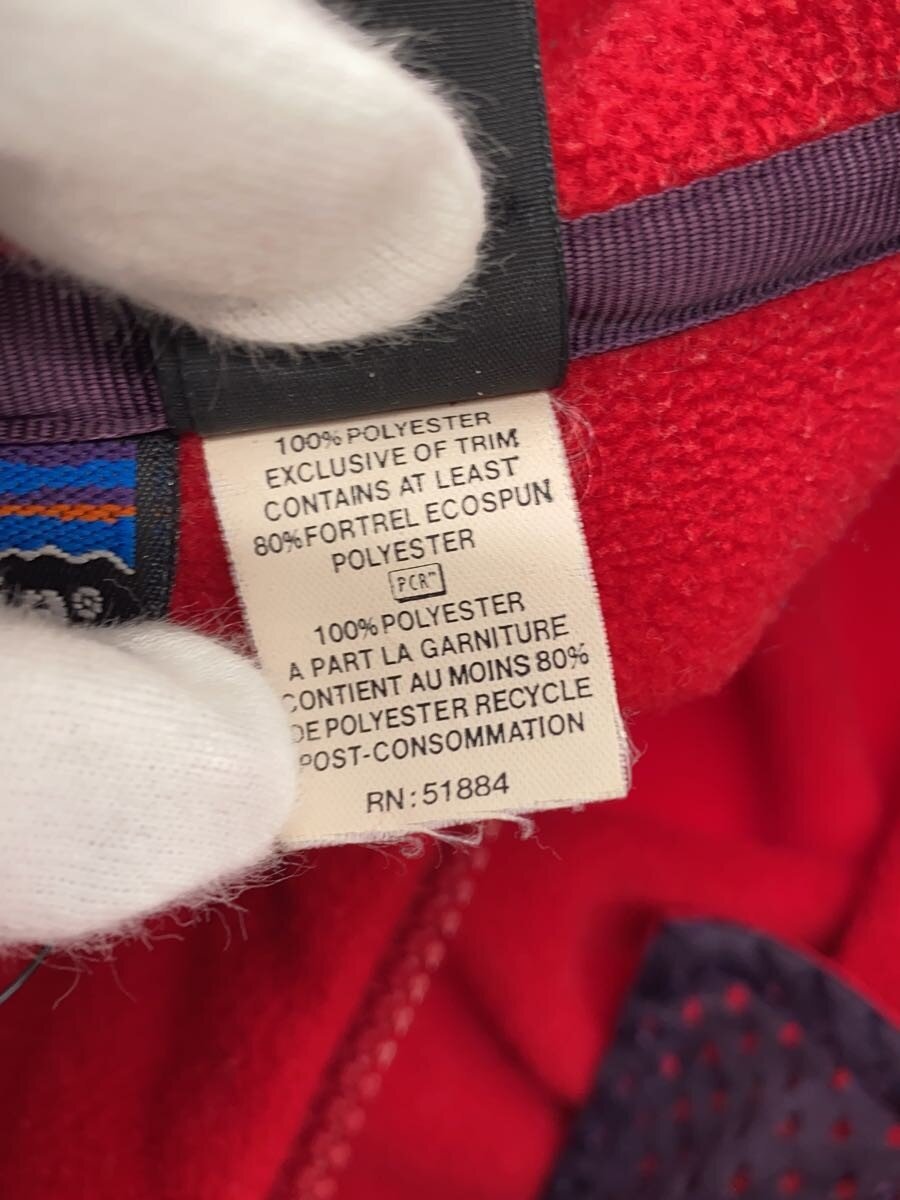 100% POLYESTER
EXCLUSIVE OF TRIM
CONTAINS AT LEAST
80% FORTREL ECOSPUN
POLYESTER
PCR™
100% POLYESTER
A PART LA GARNITURE
CONTIENT AU MOINS 80%
DE POLYESTER RECYCLE
POST-CONSOMMATION
RN: 51884